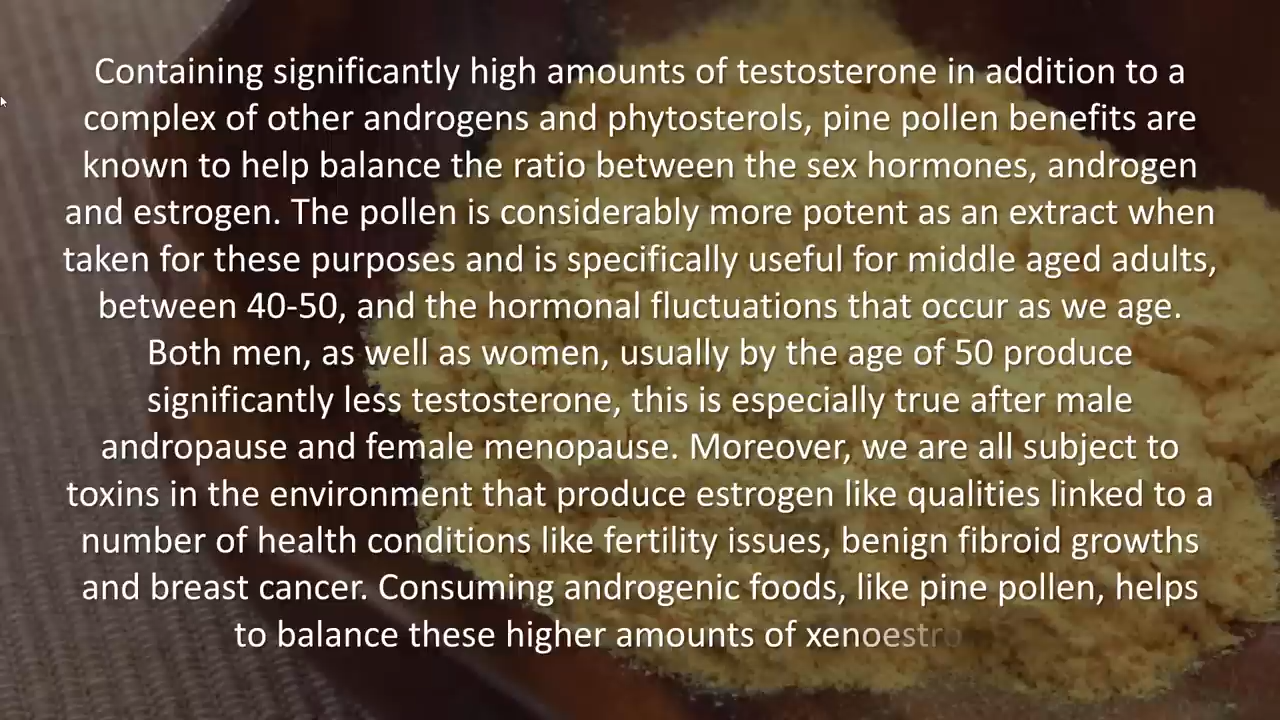 Containing significantly high amounts of testosterone in addition to a
complex of other androgens and phytosterols, pine pollen benefits are
known to help balance the ratio between the sex hormones, androgen
and estrogen. The pollen is considerably more potent as an extract when
taken for these purposes and is specifically useful for middle aged adults,
between 40-50, and the hormonal fluctuations that occur as we age.
Both men, as well as women, usually by the age of 50 produce
significantly less testosterone, this is especially true after male
andropause and female menopause. Moreover, we are all subject to
toxins in the environment that produce estrogen like qualities linked to a
number of health conditions like fertility issues, benign fibroid growths
and breast cancer. Consuming androgenic foods, like pine pollen, helps
to balance these higher amounts of xenoestro